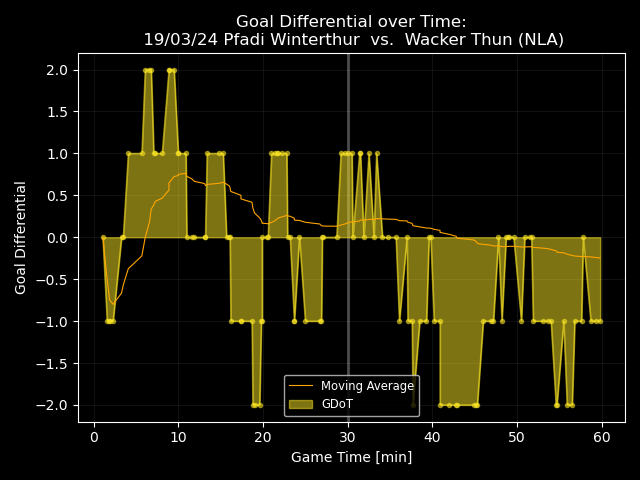 Goal Differential over Time:
19/03/24 Pfadi Winterthur  vs.  Wacker Thun (NLA)
Goal Differential
2.0
1.5
1.0
0.5
0.0
−0.5
−1.0
−1.5
−2.0
Moving Average
GDoT
0 10 20 30 40 50 60
Game Time [min]